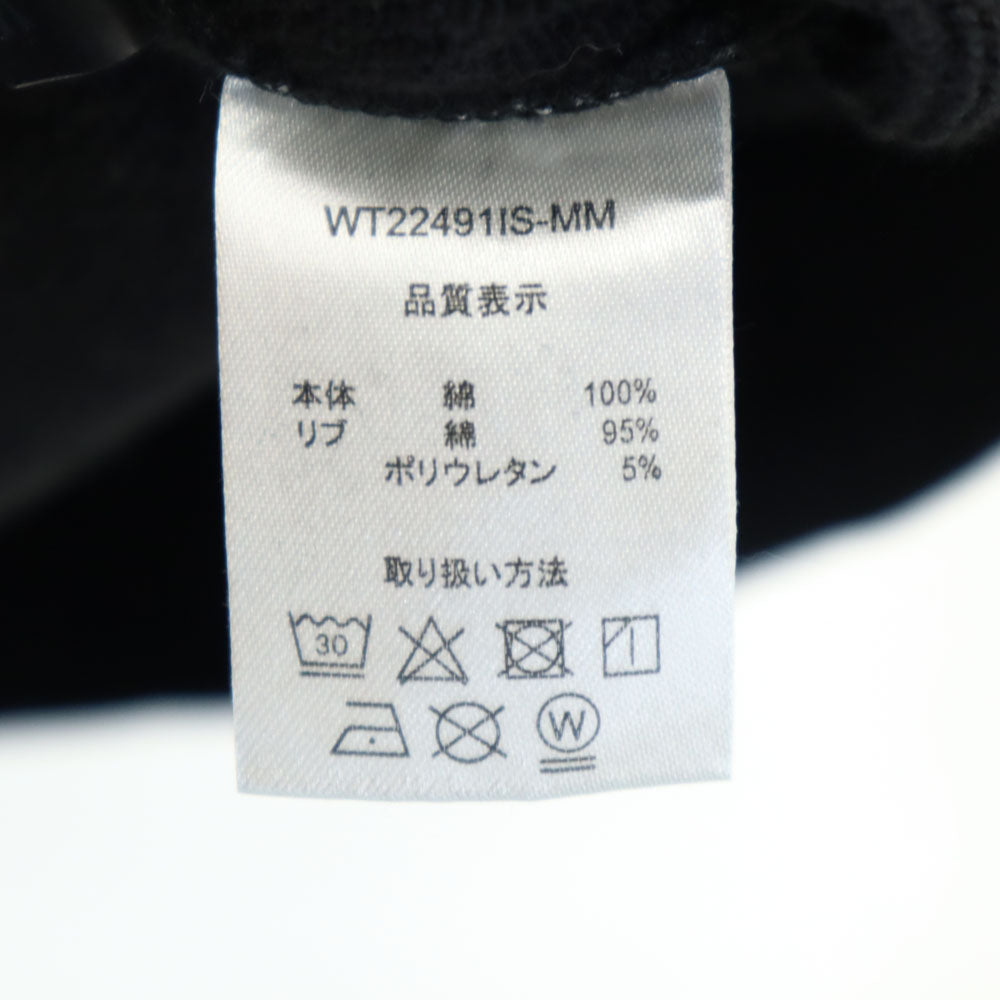 WT22491IS-MM
品質表示
本体 綿 100%
リブ 綿 95%
ポリウレタン 5%
取り扱い方法
30
W